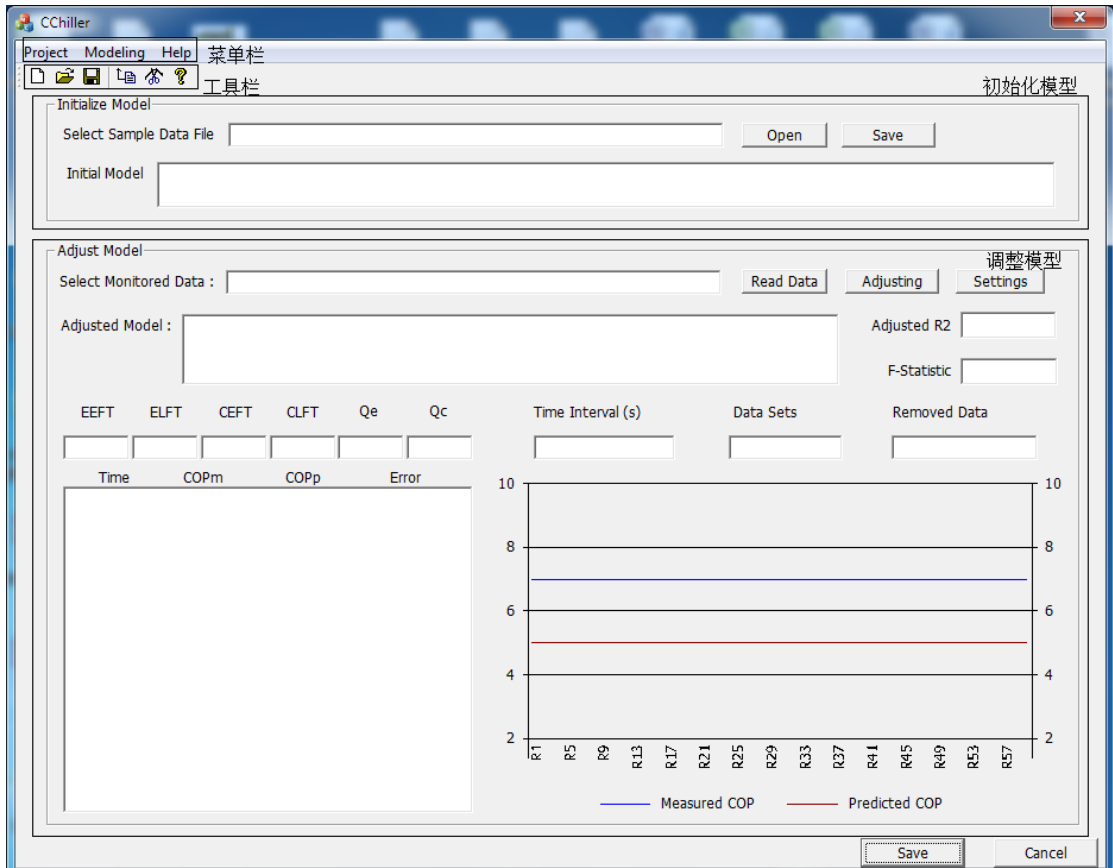 CChiller
Project Modeling Help 菜单栏
工具栏 初始化模型
Initialize Model
Select Sample Data File Open Save
Initial Model
Adjust Model
调整模型
Select Monitored Data : Read Data Adjusting Settings
Adjusted Model : Adjusted R2
F-Statistic
EEFT ELFT CEFT CLFT Qe Qc Time Interval (s) Data Sets Removed Data
Time COPm COPp Error
10 10
8 8
6 6
4 4
2 2
R1 R5 R9 R13 R17 R21 R25 R29 R33 R37 R41 R45 R49 R53 R57
Measured COP Predicted COP
Save Cancel